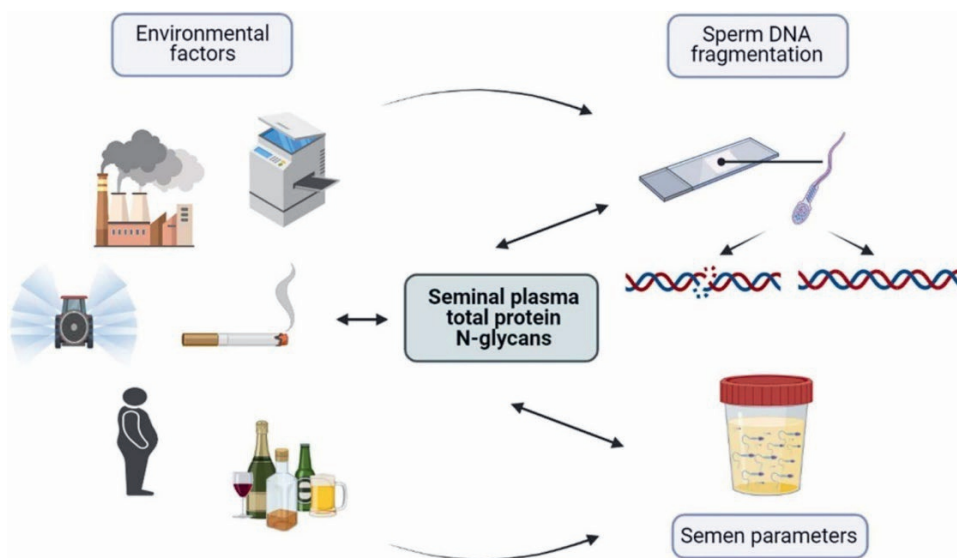 Environmental
factors
Sperm DNA
fragmentation
Seminal plasma
total protein
N-glycans
Semen parameters